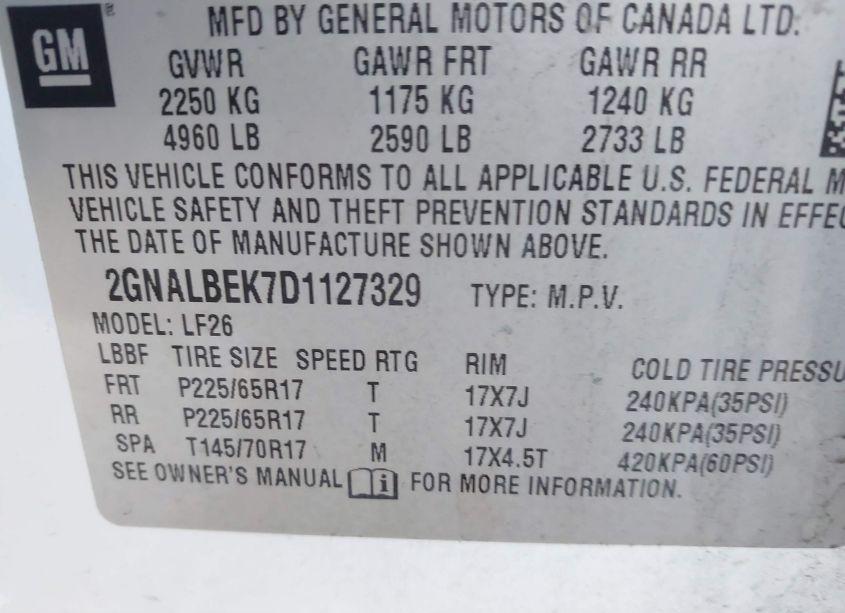 GM ®
MFD BY GENERAL MOTORS OF CANADA LTD.
GVWR GAWR FRT GAWR RR
2250 KG 1175 KG 1240 KG
4960 LB 2590 LB 2733 LB
THIS VEHICLE CONFORMS TO ALL APPLICABLE U.S. FEDERAL M
VEHICLE SAFETY AND THEFT PREVENTION STANDARDS IN EFFEC
THE DATE OF MANUFACTURE SHOWN ABOVE.
2GNALBEK7D1127329 TYPE: M.P.V.
MODEL: LF26
LBBF TIRE SIZE SPEED RTG RIM COLD TIRE PRESSU
FRT P225/65R17 T 17X7J 240KPA(35PSI)
RR P225/65R17 T 17X7J 240KPA(35PSI)
SPA T145/70R17 M 17X4.5T 420KPA(60PSI)
SEE OWNER'S MANUAL i FOR MORE INFORMATION.